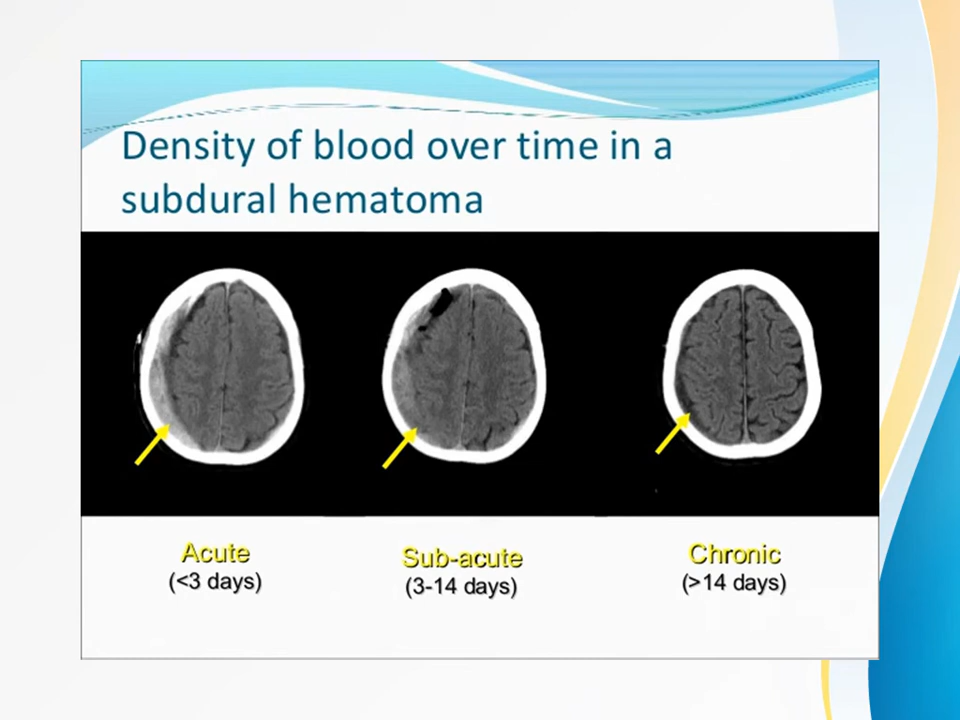 Density of blood over time in a
subdural hematoma
Acute
(<3 days)
Sub-acute
(3-14 days)
Chronic
(>14 days)